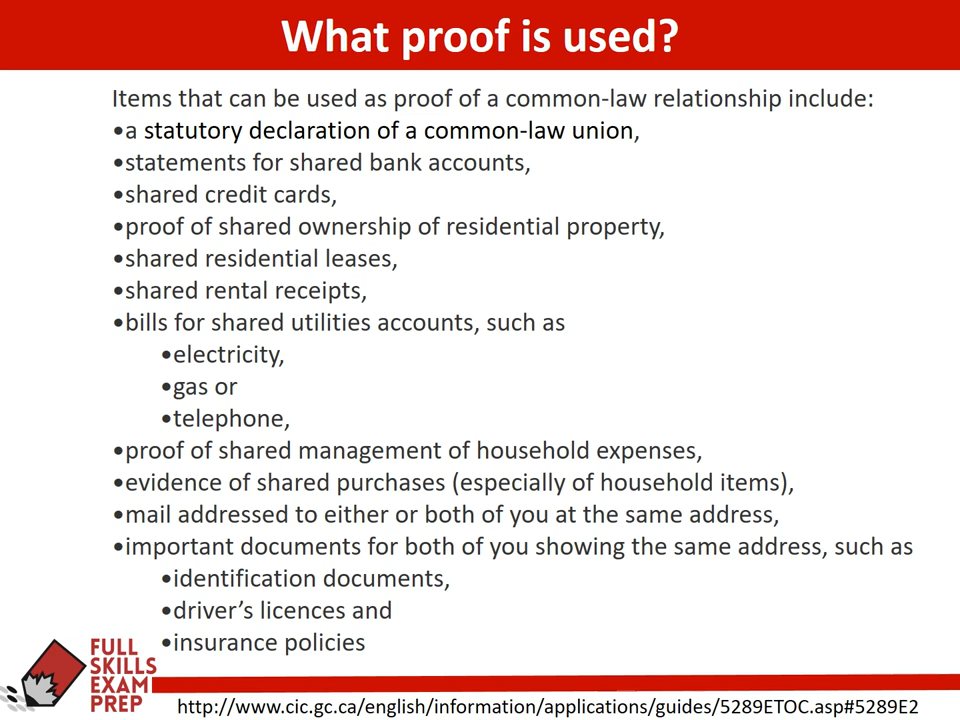 What proof is used?
Items that can be used as proof of a common-law relationship include:
•a statutory declaration of a common-law union,
•statements for shared bank accounts,
•shared credit cards,
•proof of shared ownership of residential property,
•shared residential leases,
•shared rental receipts,
•bills for shared utilities accounts, such as
•electricity,
•gas or
•telephone,
•proof of shared management of household expenses,
•evidence of shared purchases (especially of household items),
•mail addressed to either or both of you at the same address,
•important documents for both of you showing the same address, such as
•identification documents,
•driver’s licences and
•insurance policies
FULL
SKILLS
EXAM
PREP
http://www.cic.gc.ca/english/information/applications/guides/5289ETOC.asp#5289E2